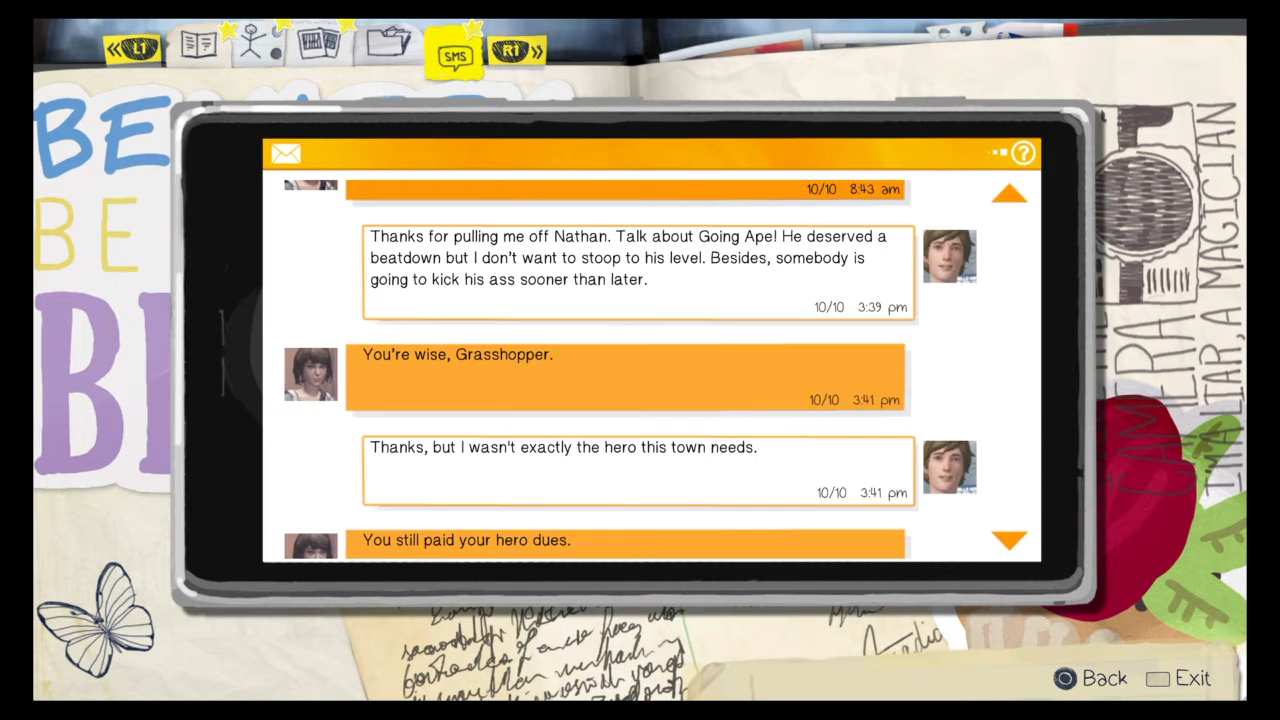 L1
SMS
R1
BE
BE
10/10 8:43 am
Thanks for pulling me off Nathan. Talk about Going Ape! He deserved a
beatdown but I don't want to stoop to his level. Besides, somebody is
going to kick his ass sooner than later.
10/10 3:39 pm
You're wise, Grasshopper.
10/10 3:41 pm
Thanks, but I wasn't exactly the hero this town needs.
10/10 3:41 pm
You still paid your hero dues.
CAMERA
I'M A LIAR, A MAGICIAN
Back
Exit